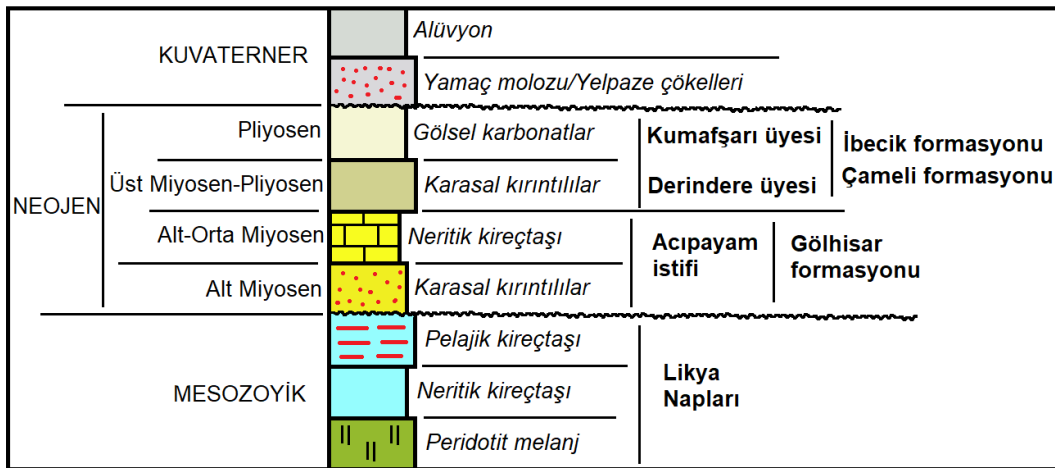 KUVATERNER
Alüvyon
Yamaç molozu/Yelpaze çökelleri
NEOJEN
Pliyosen
Gölsel karbonatlar
Kumafşarı üyesi
İbecik formasyonu
Çameli formasyonu
Üst Miyosen-Pliyosen
Karasal kırıntılılar
Derindere üyesi
Alt-Orta Miyosen
Neritik kireçtaşı
Acıpayam
istifi
Gölhisar
formasyonu
Alt Miyosen
Karasal kırıntılılar
MESOZOYİK
Pelajik kireçtaşı
Neritik kireçtaşı
Peridotit melanj
Likya
Napları